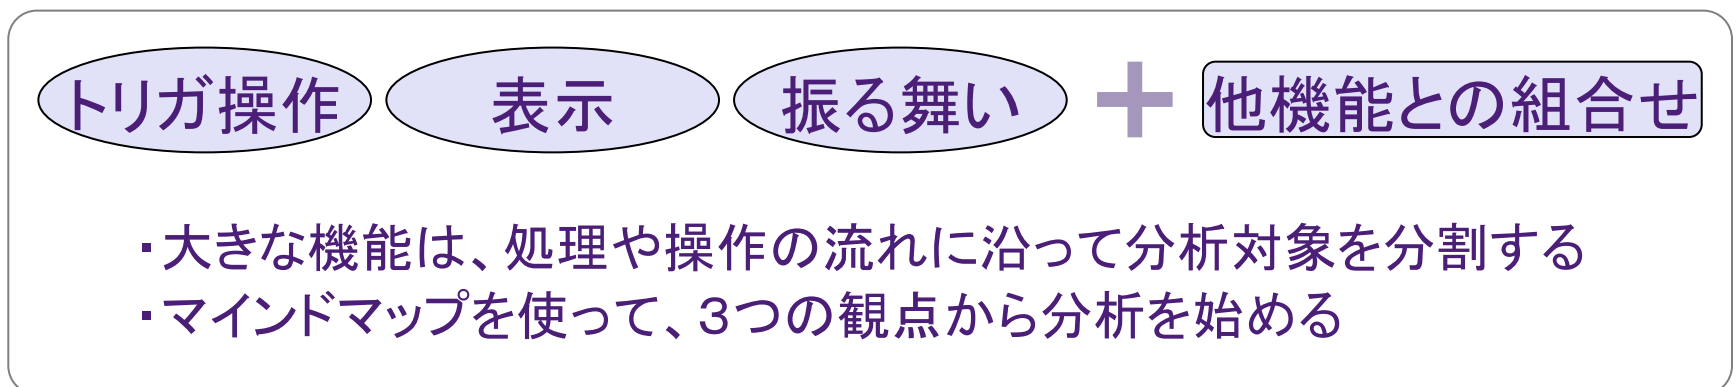 トリガ操作 表示 振る舞い + 他機能との組合せ
・大きな機能は、処理や操作の流れに沿って分析対象を分割する
・マインドマップを使って、３つの観点から分析を始める